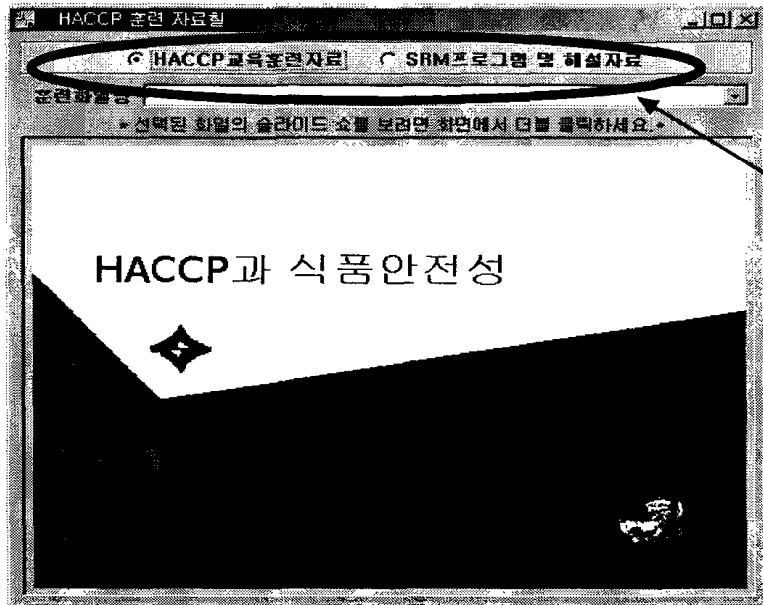 HACCP 훈련 자료철
HACCP교육훈련자료 SRM프로그램 및 해설자료
훈련화일명
* 선택된 화일의 슬라이드 쇼를 보려면 화면에서 더블 클릭하세요.*
HACCP과 식품안전성